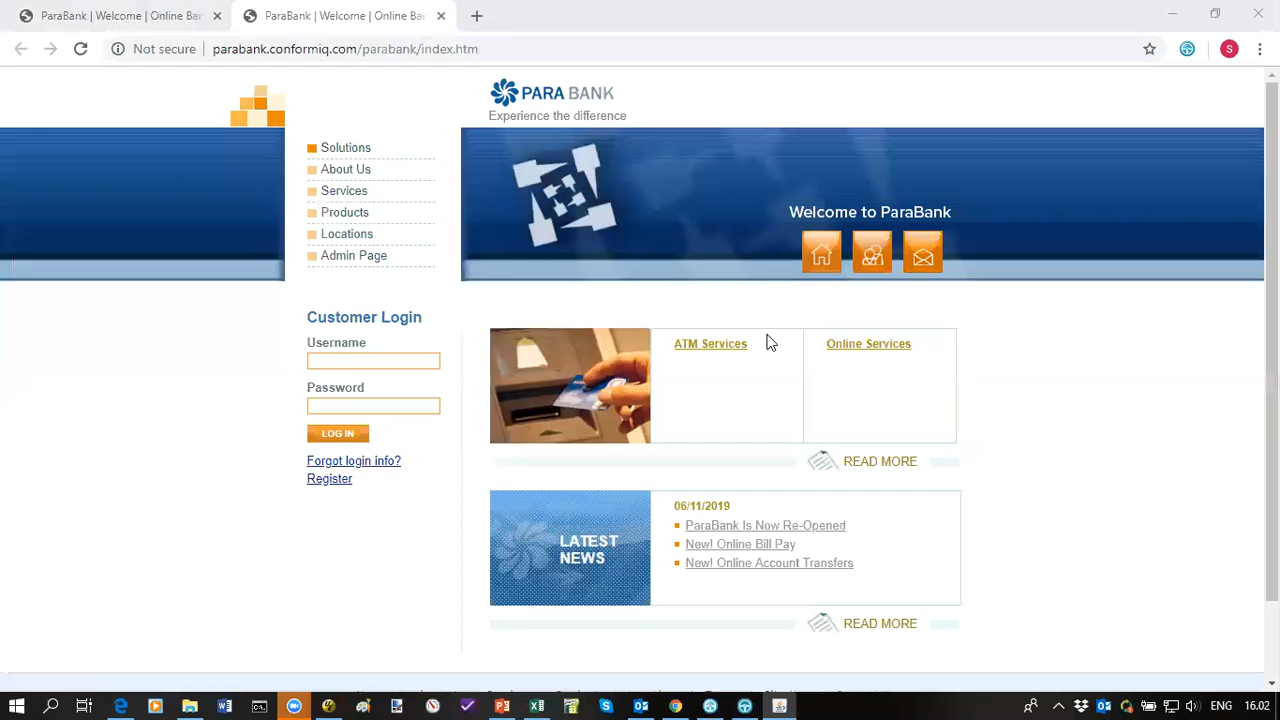 ParaBank | Welcome | Online Ba
ParaBank | Welcome | Online Ba
Not secure
parabank.conformiq.com/parabank/index.htm
S
PARA BANK
Experience the difference
Solutions
About Us
Services
Products
Locations
Admin Page
Welcome to ParaBank
Customer Login
Username
Password
LOG IN
Forgot login info?
Register
ATM Services
Online Services
READ MORE
LATEST
NEWS
06/11/2019
ParaBank Is Now Re-Opened
New! Online Bill Pay
New! Online Account Transfers
READ MORE
ENG
16.02